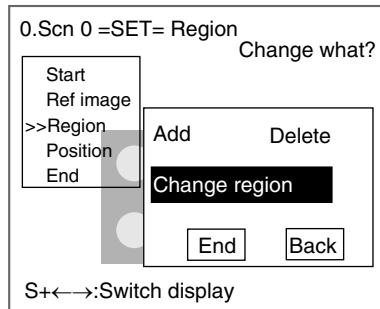 0.Scn 0 =SET= Region
Change what?
Start
Ref image
>>Region
Position
End
Add Delete
Change region
End Back
S+←→:Switch display